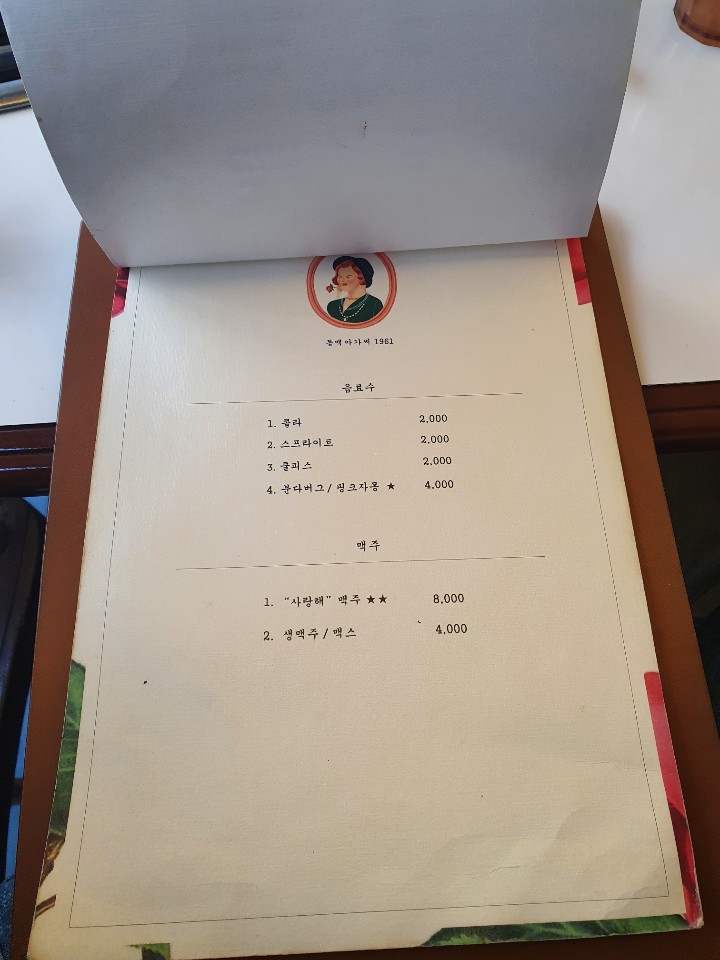 동백아가씨 1961
음료수
1. 콜라 2,000
2. 스프라이트 2,000
3. 쿨피스 2,000
4. 분다버그 / 핑크자몽 ★ 4,000
맥주
1. “사랑해” 맥주 ★★ 8,000
2. 생맥주 / 맥스 4,000